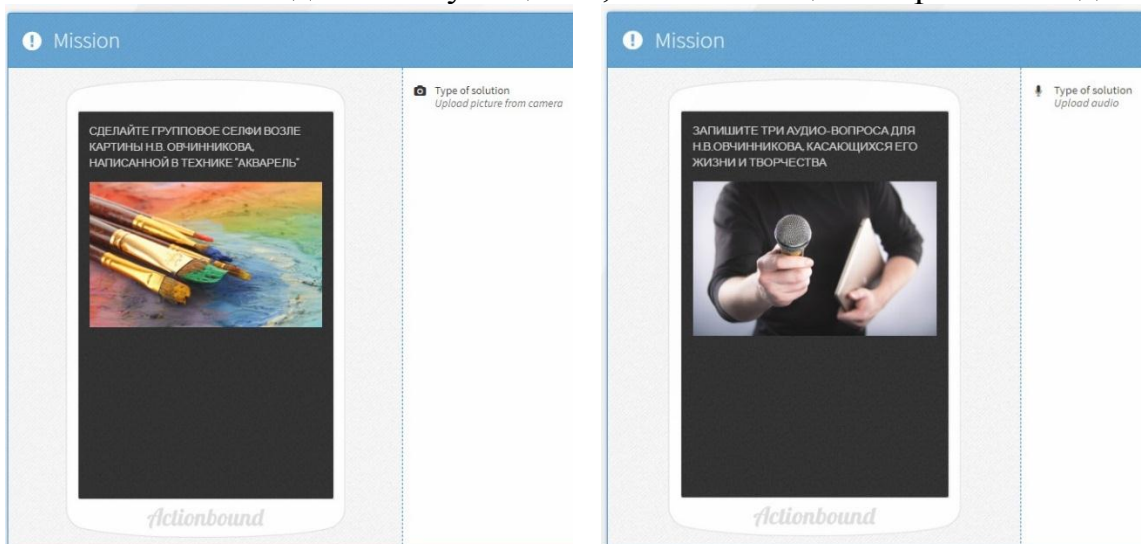 Mission
Type of solution
Upload picture from camera
СДЕЛАЙТЕ ГРУППОВОЕ СЕЛФИ ВОЗЛЕ
КАРТИНЫ Н.В. ОВЧИННИКОВА,
НАПИСАННОЙ В ТЕХНИКЕ "АКВАРЕЛЬ"
Actionbound
Mission
Type of solution
Upload audio
ЗАПИШИТЕ ТРИ АУДИО-ВОПРОСА ДЛЯ
Н.В.ОВЧИННИКОВА, КАСАЮЩИХСЯ ЕГО
ЖИЗНИ И ТВОРЧЕСТВА
Actionbound